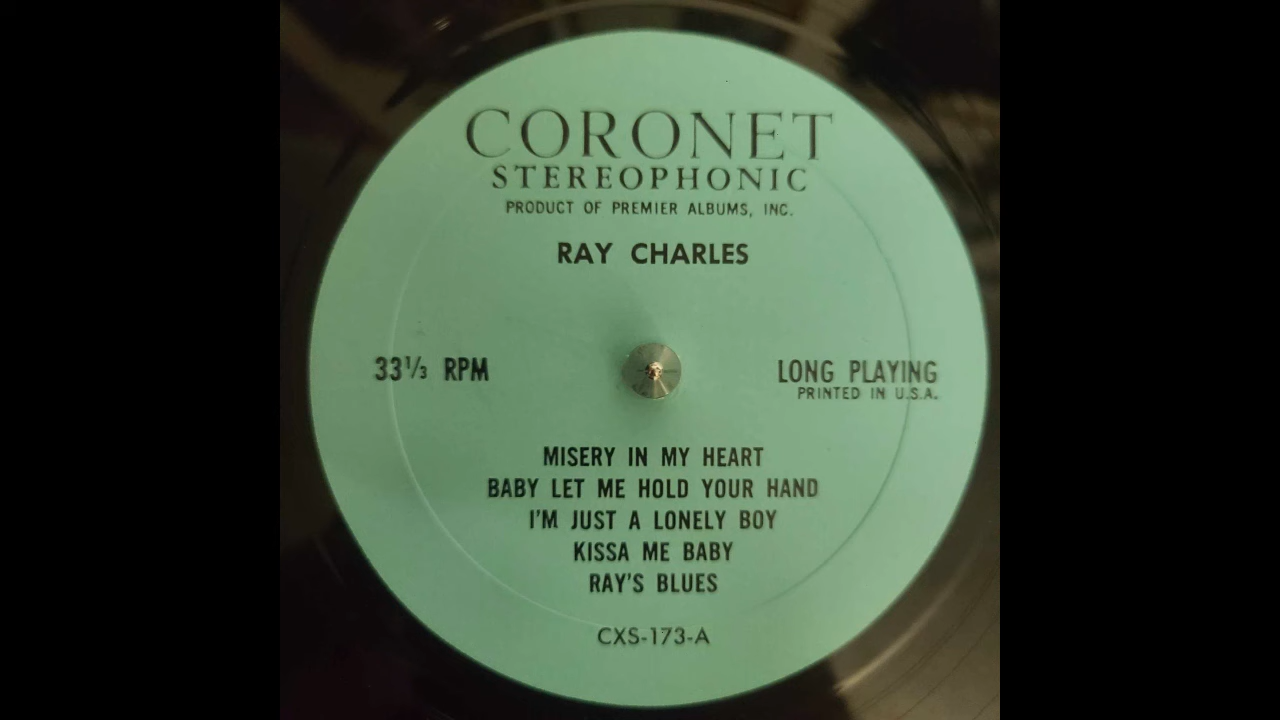 CORONET
STEREOPHONIC
PRODUCT OF PREMIER ALBUMS, INC.
RAY CHARLES
33⅓ RPM
LONG PLAYING
PRINTED IN U.S.A.
MISERY IN MY HEART
BABY LET ME HOLD YOUR HAND
I'M JUST A LONELY BOY
KISSA ME BABY
RAY'S BLUES
CXS-173-A